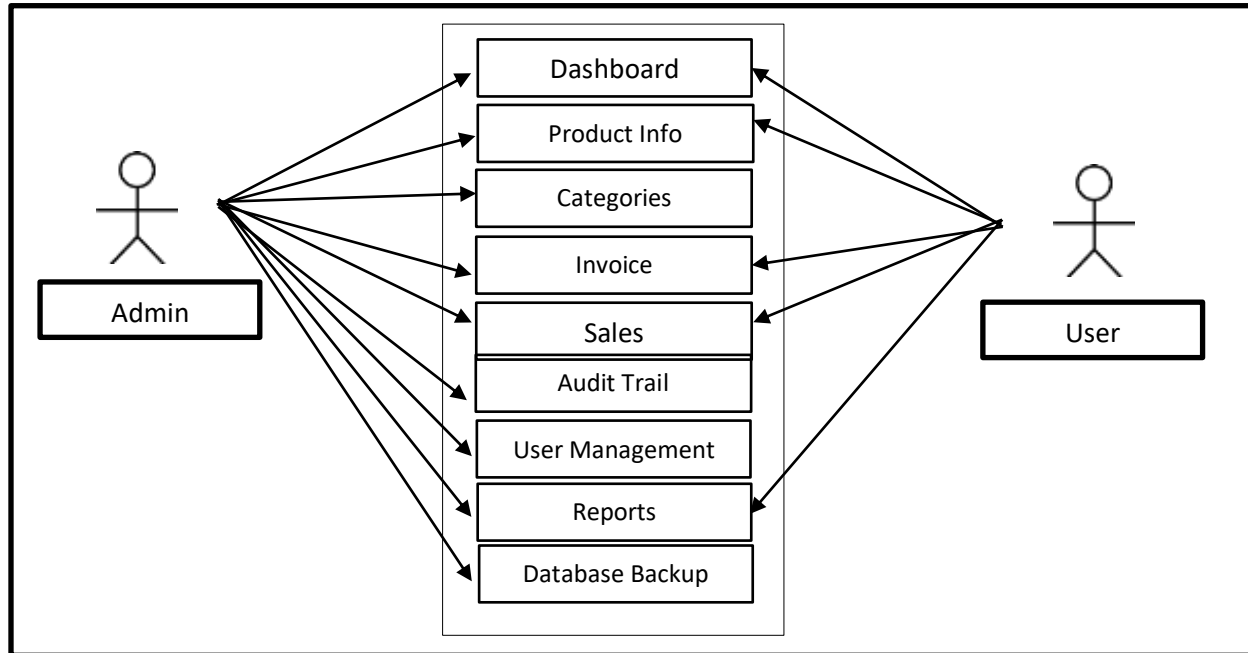 Dashboard
Product Info
Categories
Invoice
Sales
Audit Trail
User Management
Reports
Database Backup
Admin
User